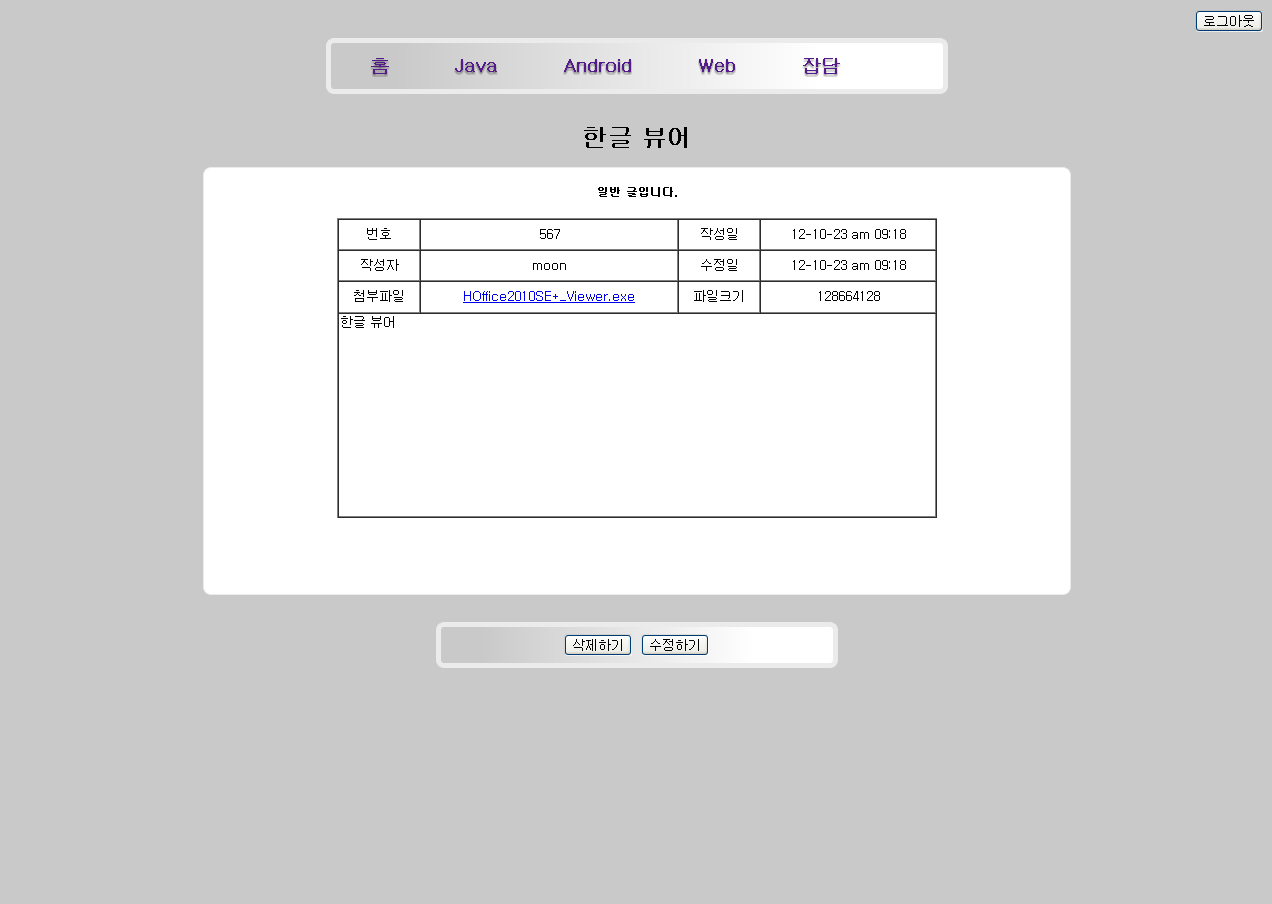 로그아웃
홈 Java Android Web 잡담
한글 뷰어
일반 글입니다.
번호 567 작성일 12-10-23 am 09:18
작성자 moon 수정일 12-10-23 am 09:18
첨부파일 HOffice2010SE+_Viewer.exe 파일크기 128664128
한글 뷰어
삭제하기 수정하기